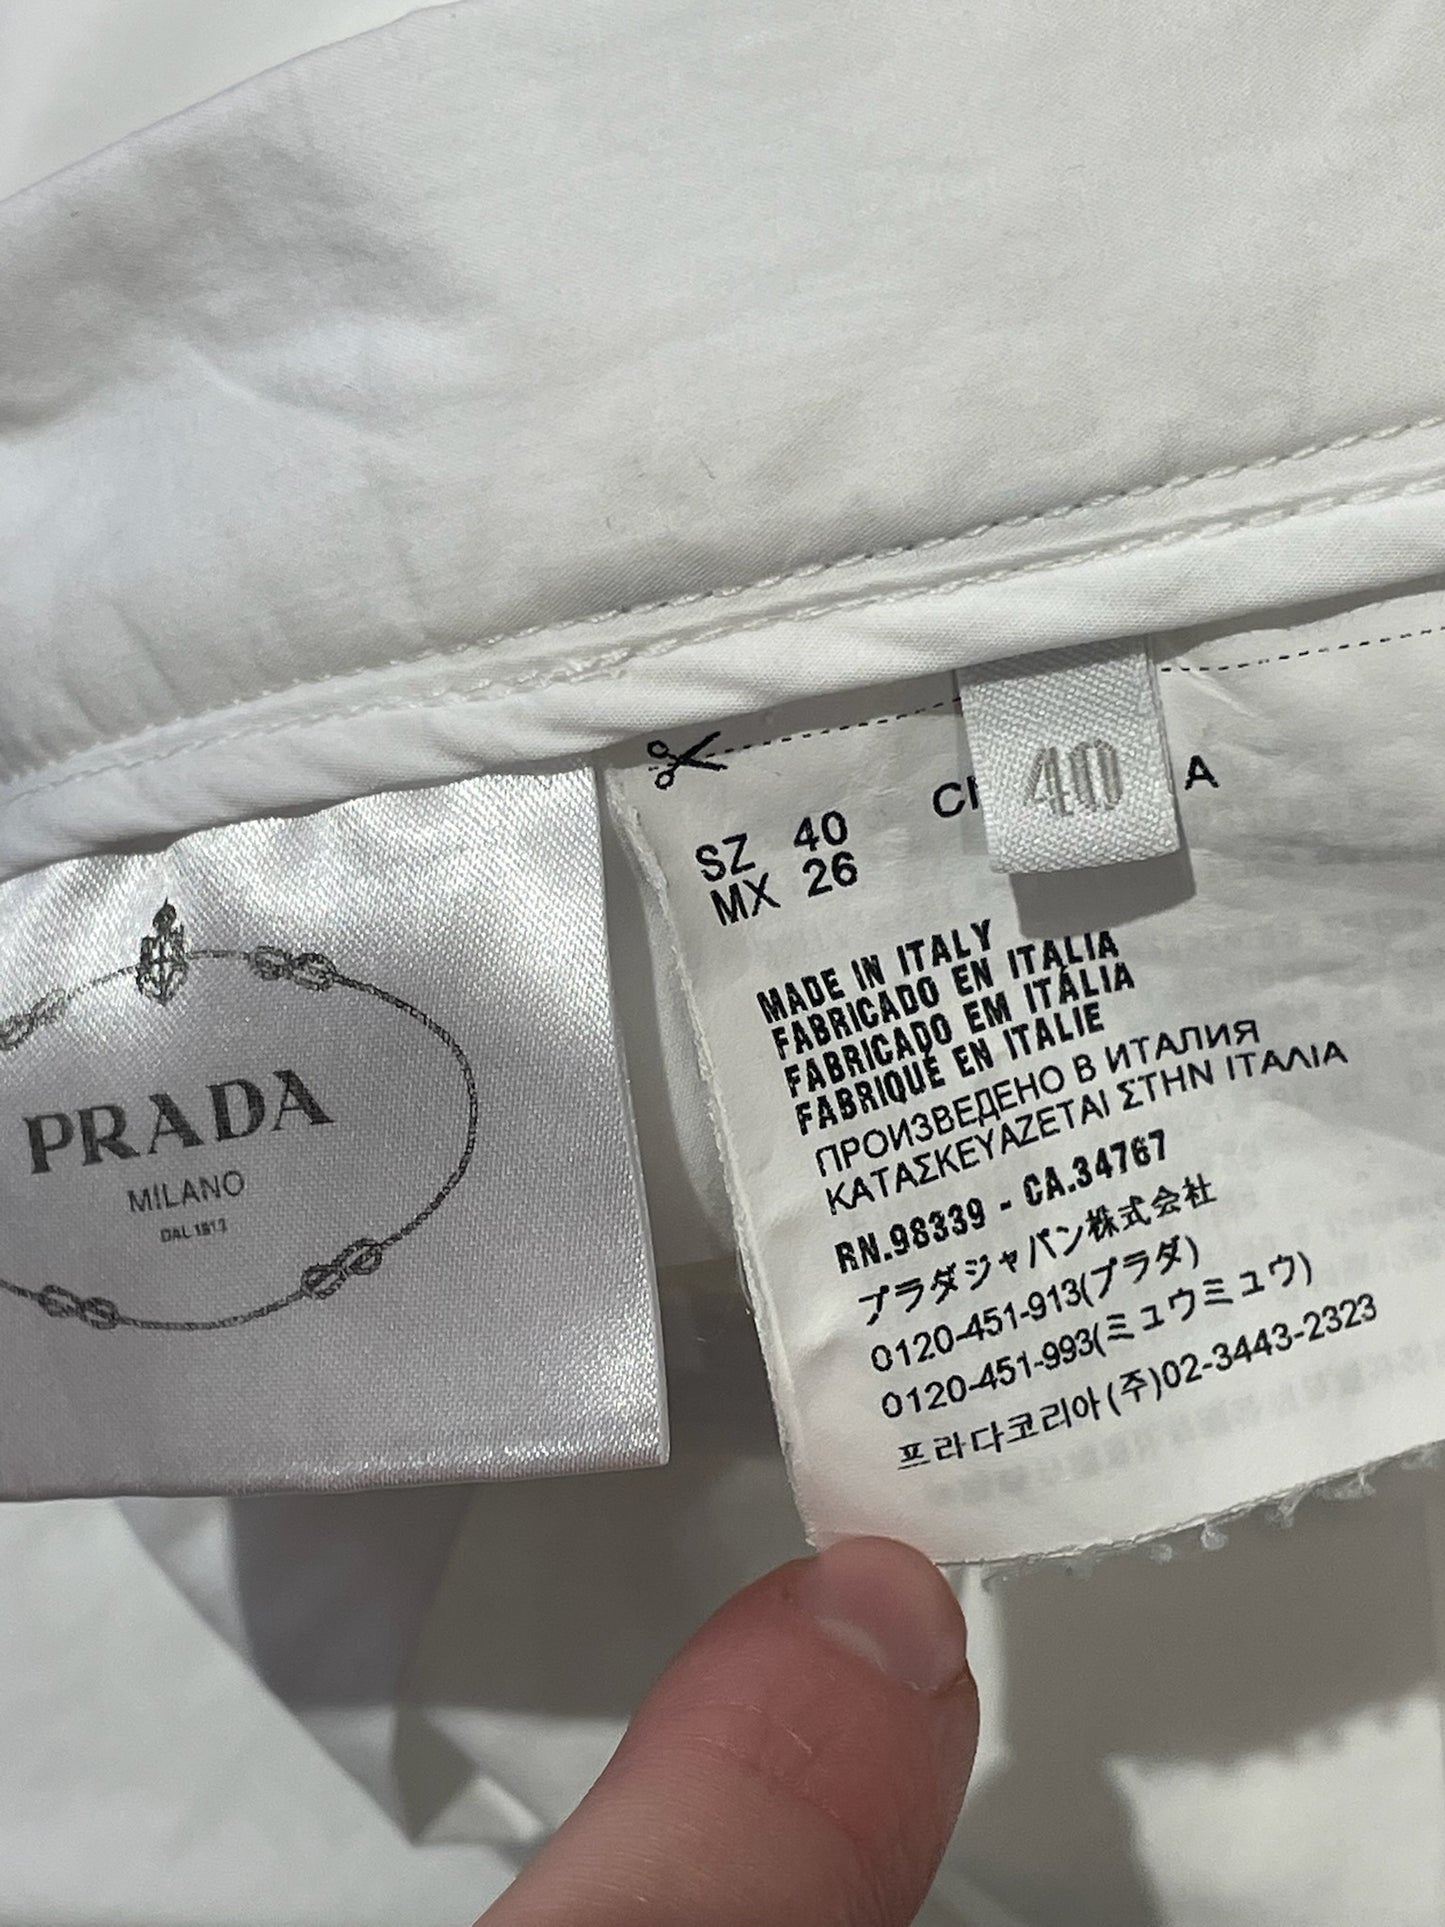 PRADA
MILANO
DAL 1913
40
SZ 40
MX 26
MADE IN ITALY
FABRICADO EN ITALIA
FABRICADO EM ITÁLIA
FABRIQUÉ EN ITALIE
ПРОИЗВЕДЕНО В ИТАЛИЯ
ΚΑΤΑΣΚΕΥΑΖΕΤΑΙ ΣΤΗΝ ΙΤΑΛΙΑ
RN.98339 - CA.34767
プラダジャパン株式会社
0120-451-913(プラダ)
0120-451-993(ミュウミュウ)
프라다코리아(주)02-3443-2323